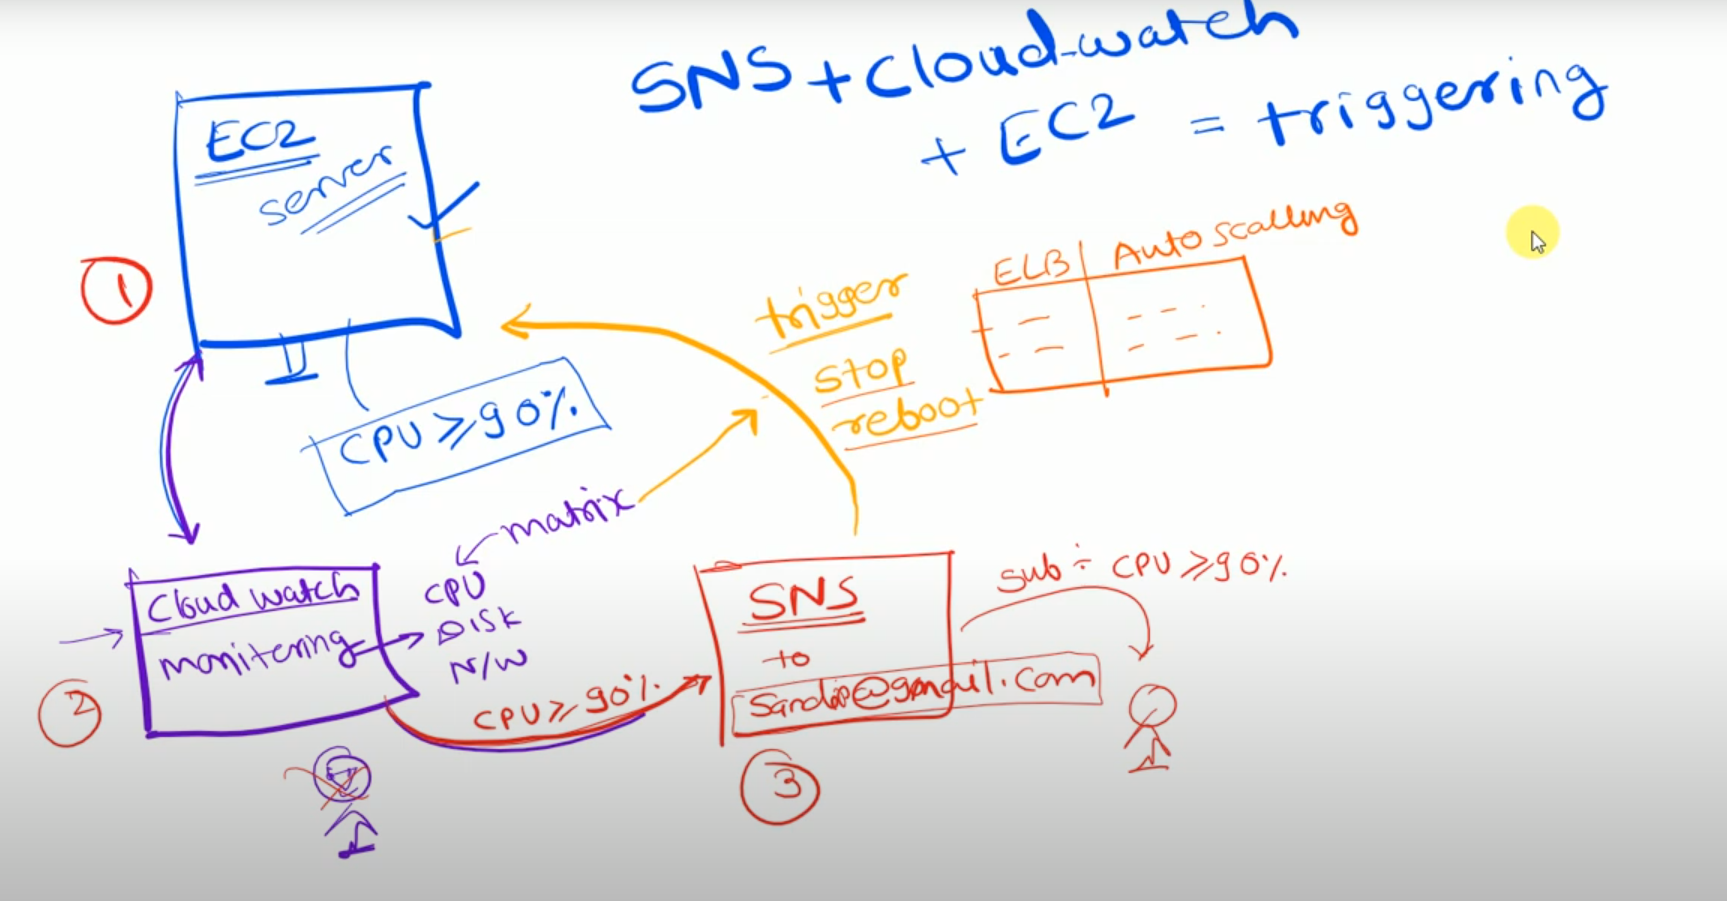 SNS + Cloud-watch
+ EC2 = triggering
EC2
server
1
ELB
Auto scalling
trigger
stop
reboot
CPU ≥ 90%
matrix
Cloud watch
monitering
CPU
DISK
N/W
2
CPU ≥ 90%
SNS
to
Sandip@gmail.com
sub ÷ CPU ≥ 90%
3